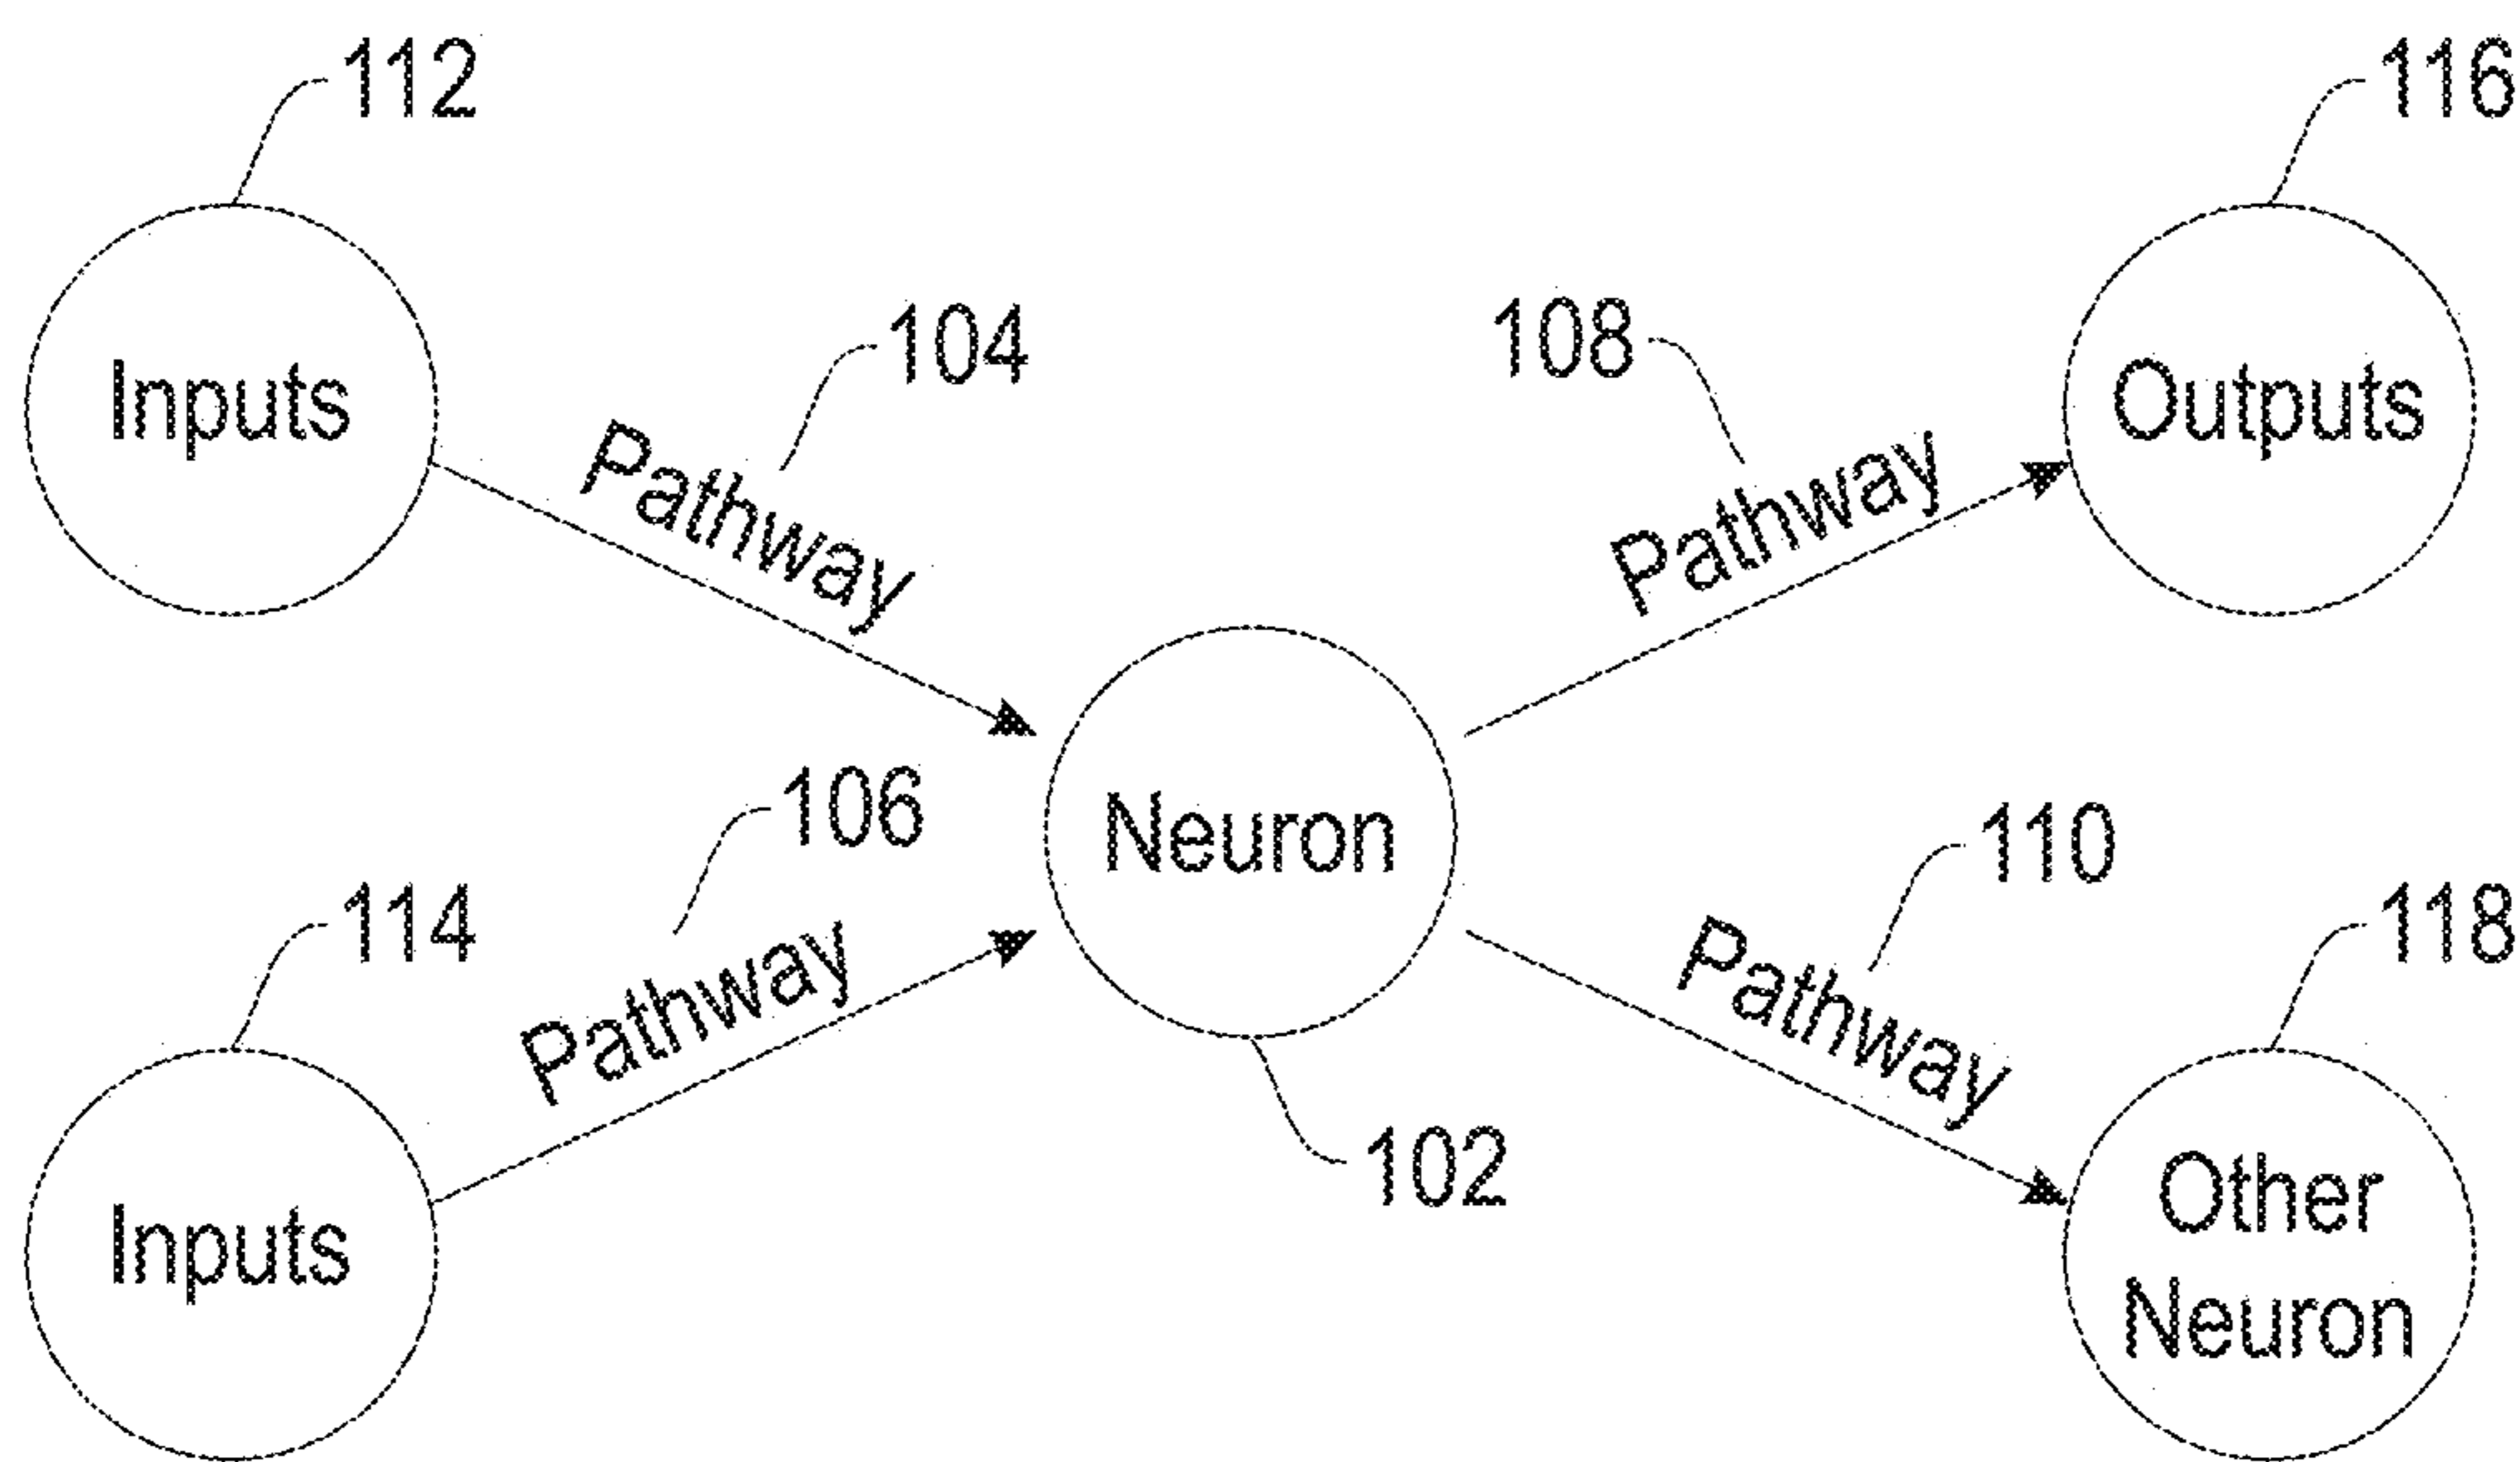 112
116
104
108
Inputs
Outputs
Pathway
Pathway
106
Neuron
110
114
118
Pathway
Pathway
102
Inputs
Other
Neuron